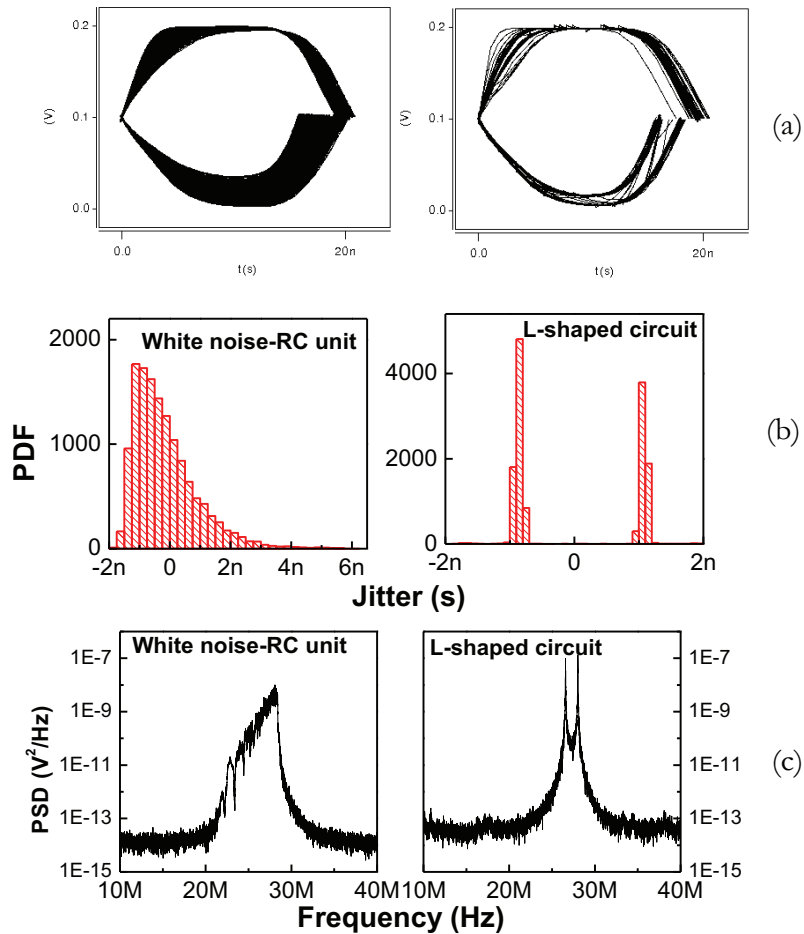 0.2
0.1
0.0
(V)
0.0
20n
t(s)
0.2
0.1
0.0
(V)
0.0
20n
t(s)
(a)
White noise-RC unit
2000
1000
0
-2n
0
2n
4n
6n
L-shaped circuit
4000
2000
0
-2n
0
2n
PDF
Jitter (s)
(b)
White noise-RC unit
1E-7
1E-9
1E-11
1E-13
1E-15
10M
20M
30M
40M
L-shaped circuit
1E-7
1E-9
1E-11
1E-13
1E-15
10M
20M
30M
40M
PSD (V²/Hz)
Frequency (Hz)
(c)